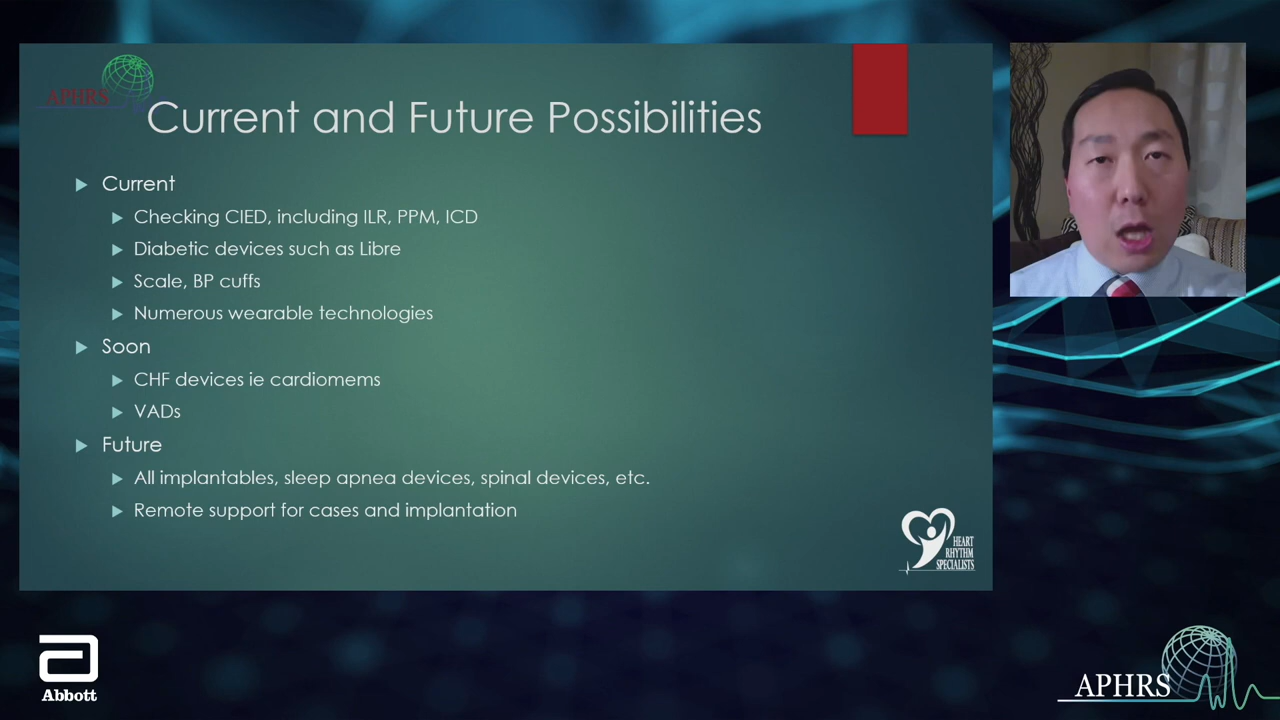 APHRS
Current and Future Possibilities
Current
Checking CIED, including ILR, PPM, ICD
Diabetic devices such as Libre
Scale, BP cuffs
Numerous wearable technologies
Soon
CHF devices ie cardiomems
VADs
Future
All implantables, sleep apnea devices, spinal devices, etc.
Remote support for cases and implantation
HEART
RHYTHM
SPECIALISTS
Abbott
APHRS